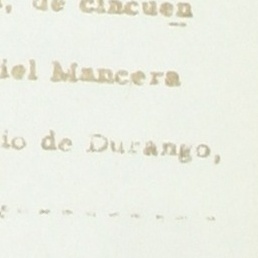 , de cincuen
iel Mancera
io de Durango,
- - - - - - - - -